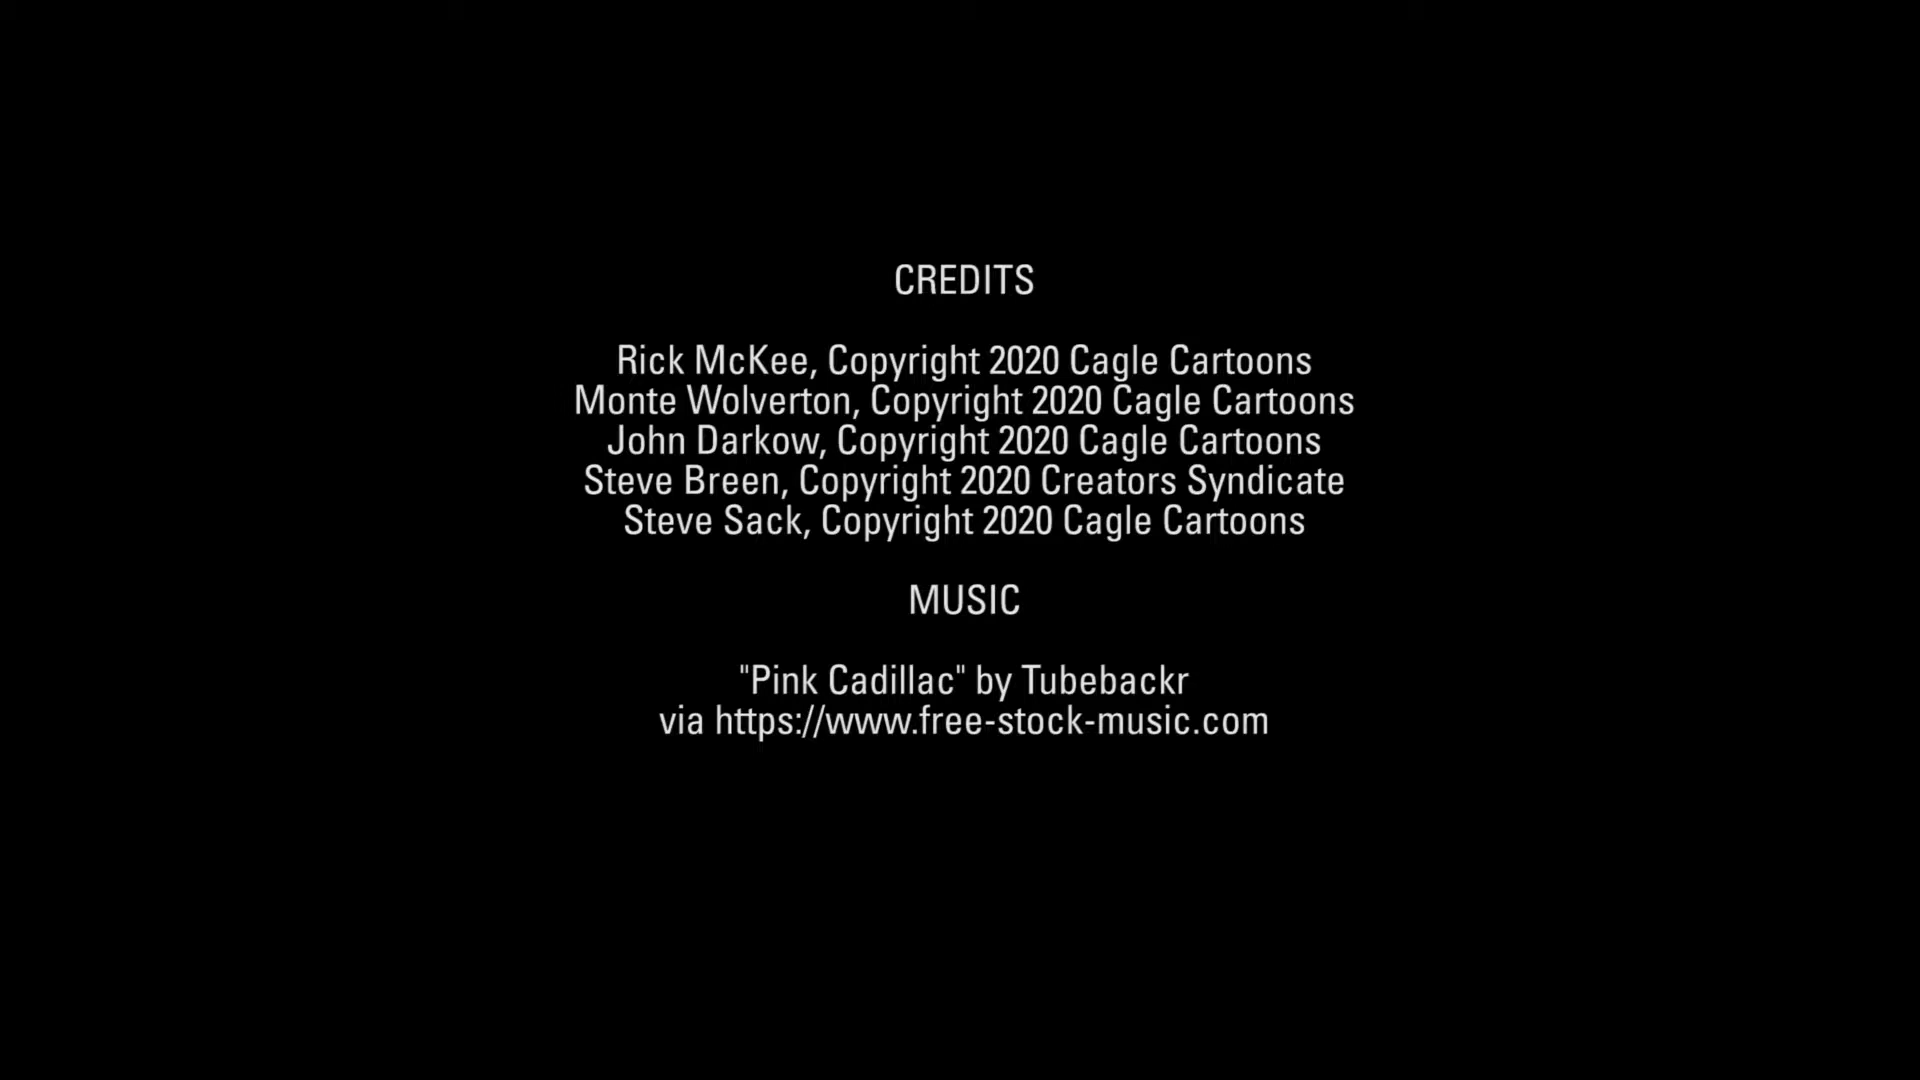 CREDITS
Rick McKee, Copyright 2020 Cagle Cartoons
Monte Wolverton, Copyright 2020 Cagle Cartoons
John Darkow, Copyright 2020 Cagle Cartoons
Steve Breen, Copyright 2020 Creators Syndicate
Steve Sack, Copyright 2020 Cagle Cartoons
MUSIC
"Pink Cadillac" by Tubebackr
via https://www.free-stock-music.com